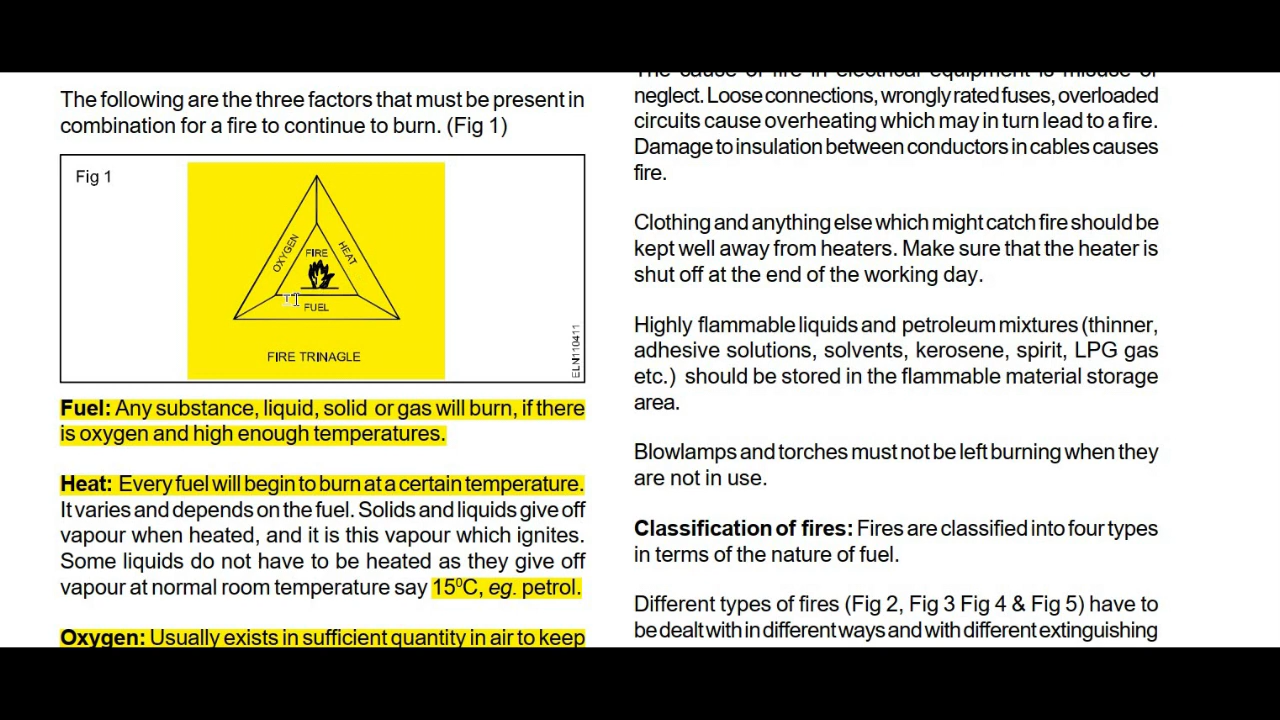 The following are the three factors that must be present in
combination for a fire to continue to burn. (Fig 1)
Fig 1
OXYGEN
HEAT
FIRE
FUEL
FIRE TRINAGLE
ELN110411
Fuel: Any substance, liquid, solid or gas will burn, if there
is oxygen and high enough temperatures.
Heat: Every fuel will begin to burn at a certain temperature.
It varies and depends on the fuel. Solids and liquids give off
vapour when heated, and it is this vapour which ignites.
Some liquids do not have to be heated as they give off
vapour at normal room temperature say 15⁰C, eg. petrol.
Oxygen: Usually exists in sufficient quantity in air to keep
The cause of fire in electrical equipment is misuse or
neglect. Loose connections, wrongly rated fuses, overloaded
circuits cause overheating which may in turn lead to a fire.
Damage to insulation between conductors in cables causes
fire.
Clothing and anything else which might catch fire should be
kept well away from heaters. Make sure that the heater is
shut off at the end of the working day.
Highly flammable liquids and petroleum mixtures (thinner,
adhesive solutions, solvents, kerosene, spirit, LPG gas
etc.) should be stored in the flammable material storage
area.
Blowlamps and torches must not be left burning when they
are not in use.
Classification of fires: Fires are classified into four types
in terms of the nature of fuel.
Different types of fires (Fig 2, Fig 3 Fig 4 & Fig 5) have to
be dealt with in different ways and with different extinguishing